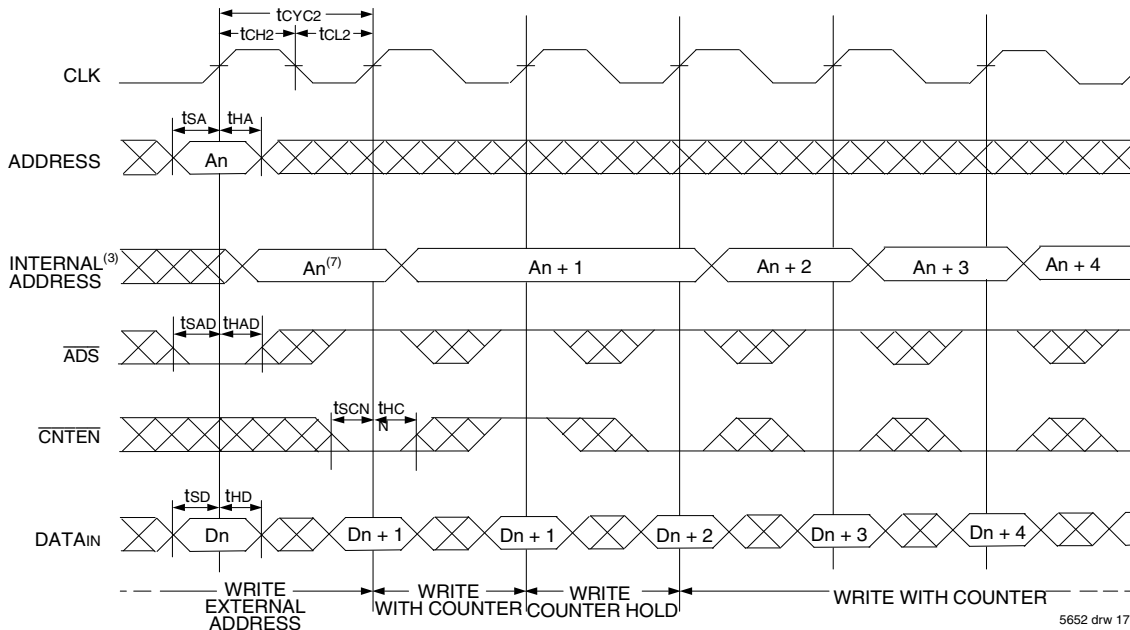 tCYC2
tCH2 tCL2
CLK
tSA tHA
ADDRESS An
INTERNAL(3)
ADDRESS
An(7) An + 1 An + 2 An + 3 An + 4
tSAD tHAD
ADS
tSCN tHC
N
CNTEN
tSD tHD
DATAIN Dn Dn + 1 Dn + 1 Dn + 2 Dn + 3 Dn + 4
WRITE
EXTERNAL
ADDRESS
WRITE
WITH COUNTER
WRITE
COUNTER HOLD
WRITE WITH COUNTER
5652 drw 17